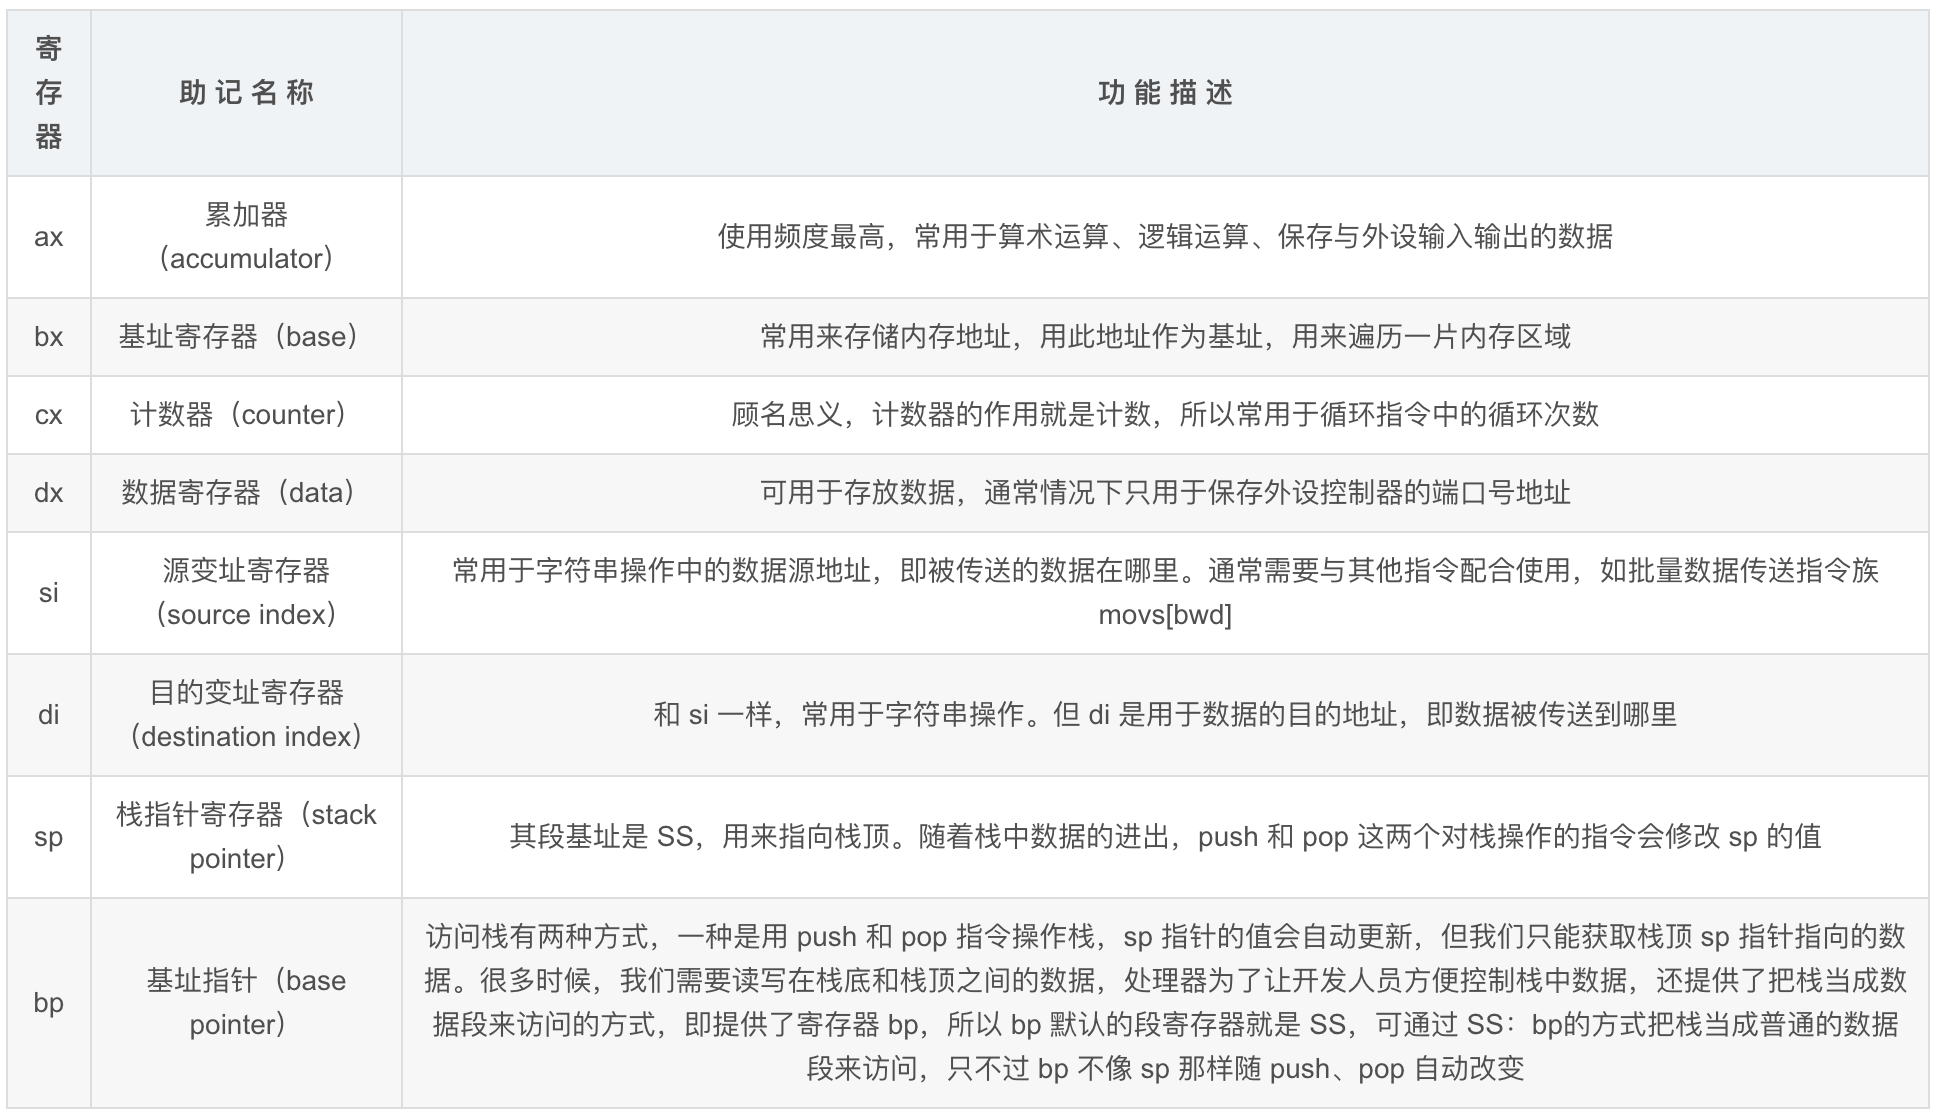 寄
存
器
助 记 名 称
功 能 描 述
ax
累加器
（accumulator）
使用频度最高，常用于算术运算、逻辑运算、保存与外设输入输出的数据
bx
基址寄存器（base）
常用来存储内存地址，用此地址作为基址，用来遍历一片内存区域
cx
计数器（counter）
顾名思义，计数器的作用就是计数，所以常用于循环指令中的循环次数
dx
数据寄存器（data）
可用于存放数据，通常情况下只用于保存外设控制器的端口号地址
si
源变址寄存器
（source index）
常用于字符串操作中的数据源地址，即被传送的数据在哪里。通常需要与其他指令配合使用，如批量数据传送指令族
movs[bwd]
di
目的变址寄存器
（destination index）
和 si 一样，常用于字符串操作。但 di 是用于数据的目的地址，即数据被传送到哪里
sp
栈指针寄存器（stack
pointer）
其段基址是 SS，用来指向栈顶。随着栈中数据的进出，push 和 pop 这两个对栈操作的指令会修改 sp 的值
bp
基址指针（base
pointer）
访问栈有两种方式，一种是用 push 和 pop 指令操作栈，sp 指针的值会自动更新，但我们只能获取栈顶 sp 指针指向的数
据。很多时候，我们需要读写在栈底和栈顶之间的数据，处理器为了让开发人员方便控制栈中数据，还提供了把栈当成数
据段来访问的方式，即提供了寄存器 bp，所以 bp 默认的段寄存器就是 SS，可通过 SS：bp的方式把栈当成普通的数据
段来访问，只不过 bp 不像 sp 那样随 push、pop 自动改变